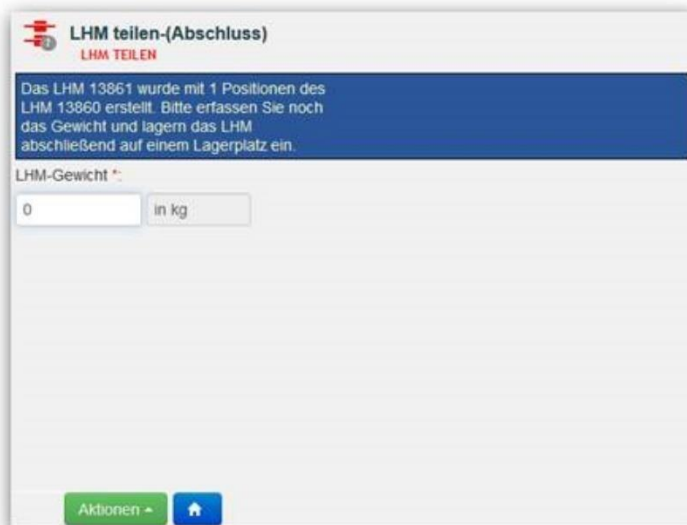 LHM teilen-(Abschluss)
LHM TEILEN
Das LHM 13861 wurde mit 1 Positionen des
LHM 13860 erstellt. Bitte erfassen Sie noch
das Gewicht und lagern das LHM
abschließend auf einem Lagerplatz ein.
LHM-Gewicht *:
0 in kg
Aktionen